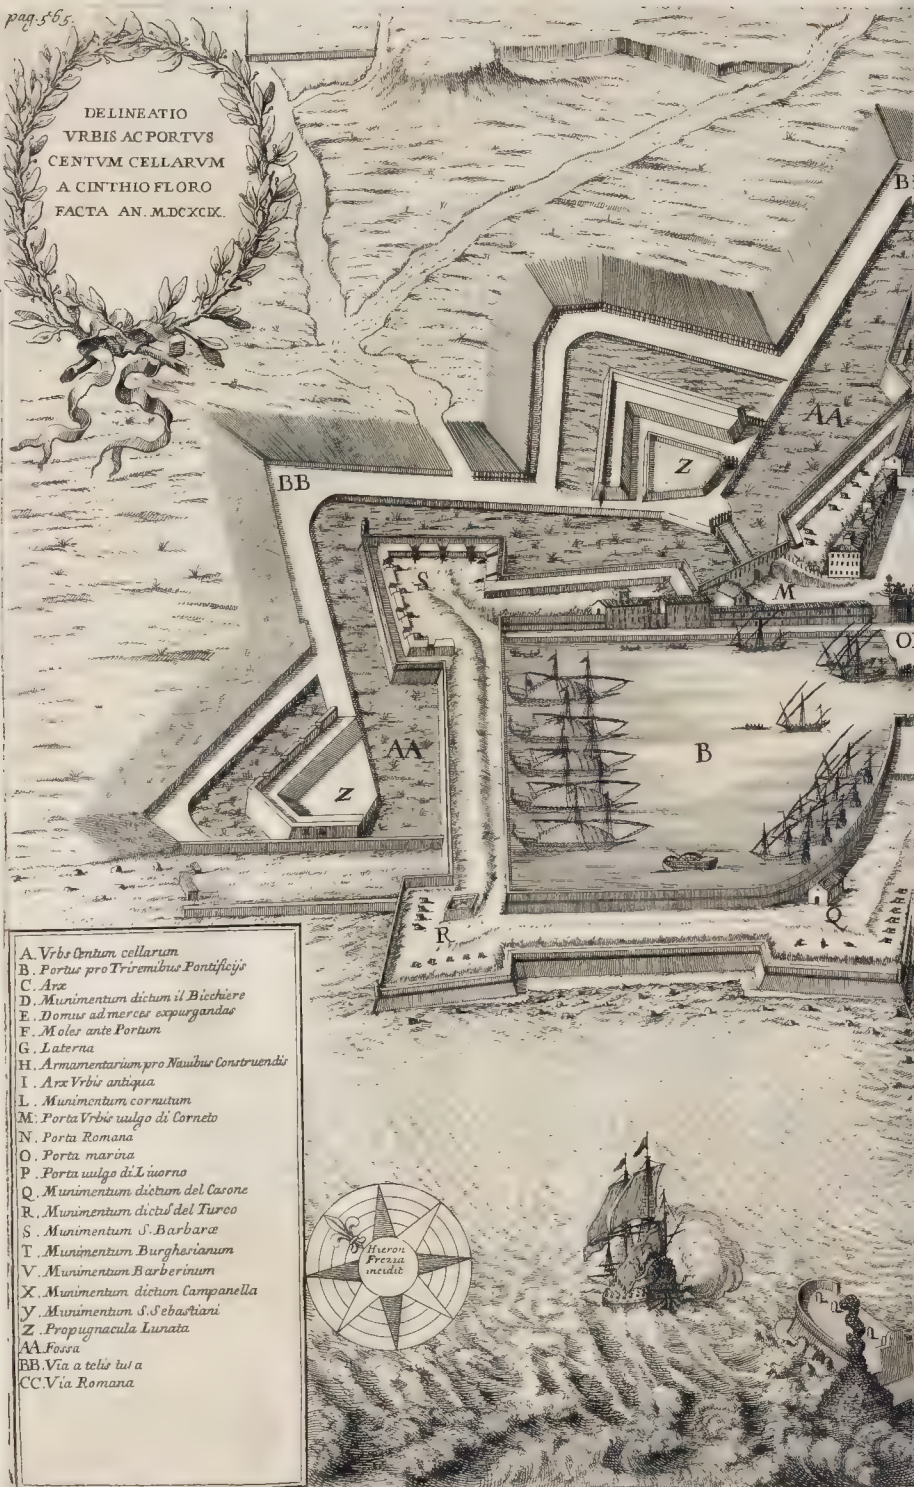 pag. 565.
DELINEATIO
VRBIS AC PORTVS
CENTVM CELLARVM
A CINTHIO FLORO
FACTA AN. M.DCXCIX.
B
BB
Z
AA
S
M
O
B
AA
Z
R
Q
A. Vrbs Centum cellarum
B. Portus pro Triremibus Pontificijs
C. Arx
D. Munimentum dictum il Bicchiere
E. Domus ad merces expurgandas
F. Moles ante Portum
G. Laterna
H. Armamentarium pro Nauibus Construendis
I. Arx Vrbis antiqua
L. Munimentum cornutum
M. Porta Vrbis uulgo di Corneto
N. Porta Romana
O. Porta marina
P. Porta uulgo di Liuorno
Q. Munimentum dictum del Casone
R. Munimentum dictũ del Turco
S. Munimentum S. Barbaræ
T. Munimentum Burghesianum
V. Munimentum Barberinum
X. Munimentum dictum Campanella
Y. Munimentum S. Sebastiani
Z. Propugnacula Lunata
AA. Fossa
BB. Via a telis tuta
CC. Via Romana
Hieron
Frezza
incidit